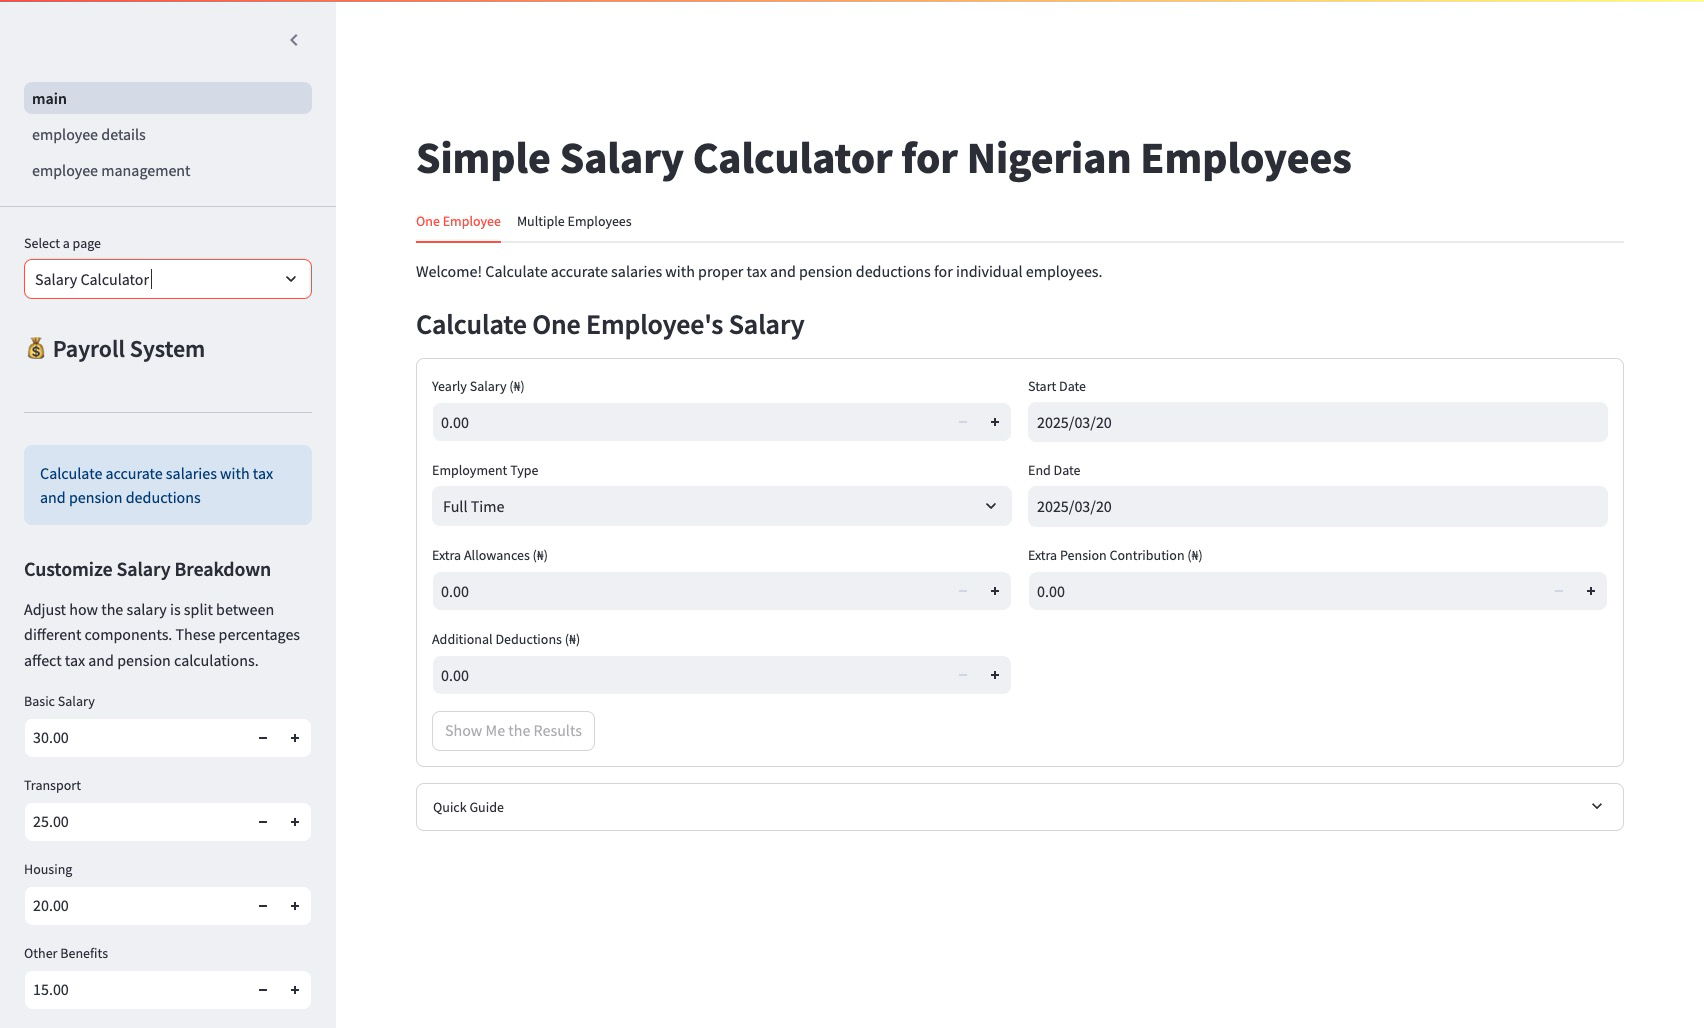 main
employee details
employee management
Select a page
Salary Calculator
💰 Payroll System
Calculate accurate salaries with tax
and pension deductions
Customize Salary Breakdown
Adjust how the salary is split between
different components. These percentages
affect tax and pension calculations.
Basic Salary
30.00
Transport
25.00
Housing
20.00
Other Benefits
15.00
Simple Salary Calculator for Nigerian Employees
One Employee Multiple Employees
Welcome! Calculate accurate salaries with proper tax and pension deductions for individual employees.
Calculate One Employee's Salary
Yearly Salary (₦)
0.00
Start Date
2025/03/20
Employment Type
Full Time
End Date
2025/03/20
Extra Allowances (₦)
0.00
Extra Pension Contribution (₦)
0.00
Additional Deductions (₦)
0.00
Show Me the Results
Quick Guide